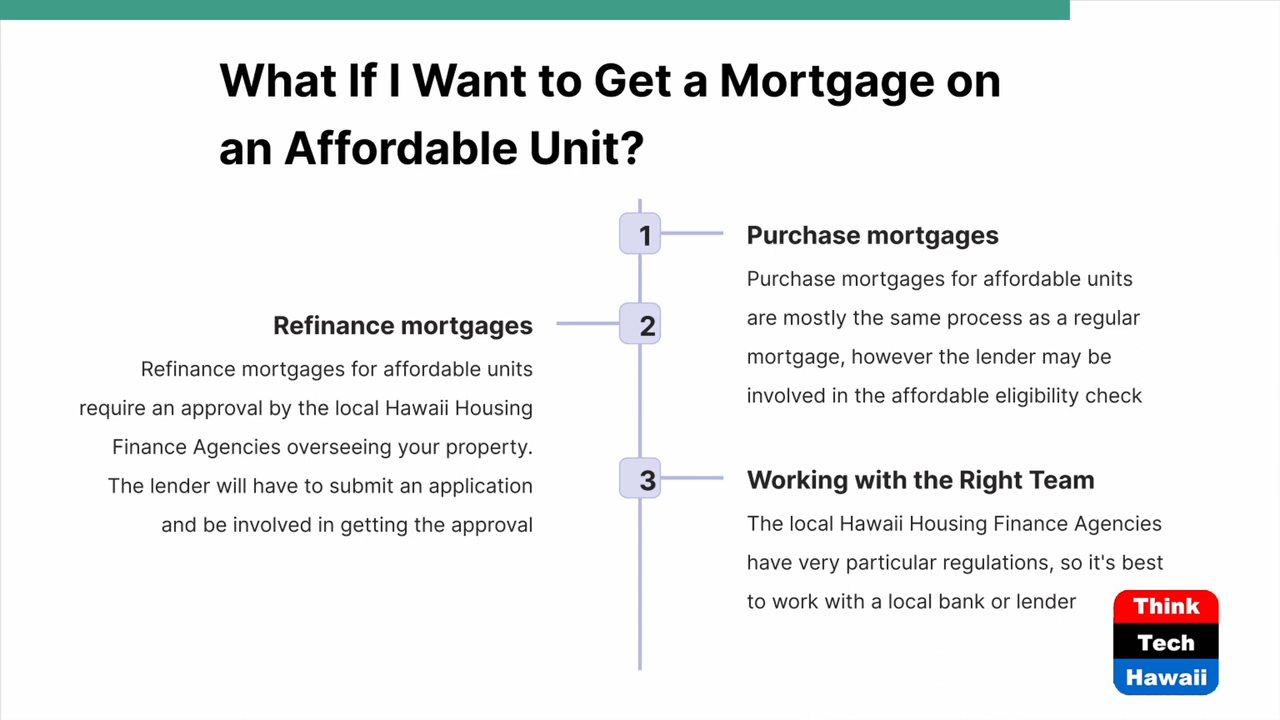 What If I Want to Get a Mortgage on
an Affordable Unit?
1
Purchase mortgages
Purchase mortgages for affordable units
are mostly the same process as a regular
mortgage, however the lender may be
involved in the affordable eligibility check
2
Refinance mortgages
Refinance mortgages for affordable units
require an approval by the local Hawaii Housing
Finance Agencies overseeing your property.
The lender will have to submit an application
and be involved in getting the approval
3
Working with the Right Team
The local Hawaii Housing Finance Agencies
have very particular regulations, so it's best
to work with a local bank or lender
Think
Tech
Hawaii